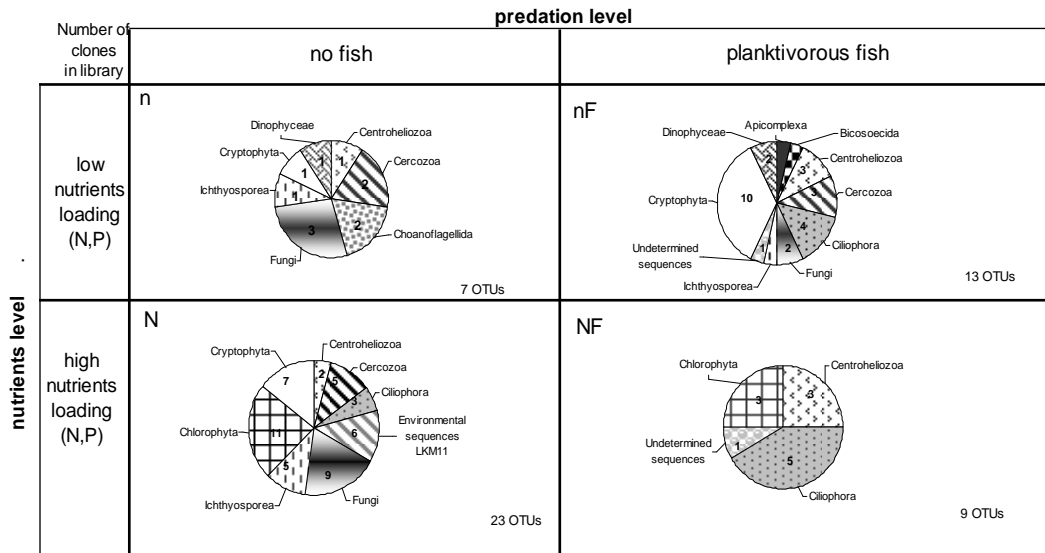 predation level
Number of
clones
in library
no fish
planktivorous fish
nutrients level
low
nutrients
loading
(N,P)
n
Dinophyceae
Centroheliozoa
Cryptophyta
Cercozoa
Ichthyosporea
Choanoflagellida
Fungi
1
1
2
2
3
1
1
7 OTUs
nF
Apicomplexa
Dinophyceae
Bicosoecida
Centroheliozoa
Cryptophyta
Cercozoa
Ciliophora
Undetermined
sequences
Fungi
Ichthyosporea
2
3
3
10
4
1
2
13 OTUs
high
nutrients
loading
(N,P)
N
Centroheliozoa
Cryptophyta
Cercozoa
Ciliophora
Chlorophyta
Environmental
sequences
LKM11
Ichthyosporea
Fungi
2
7
5
3
11
6
5
9
23 OTUs
NF
Chlorophyta
Centroheliozoa
Undetermined
sequences
Ciliophora
3
3
1
5
9 OTUs